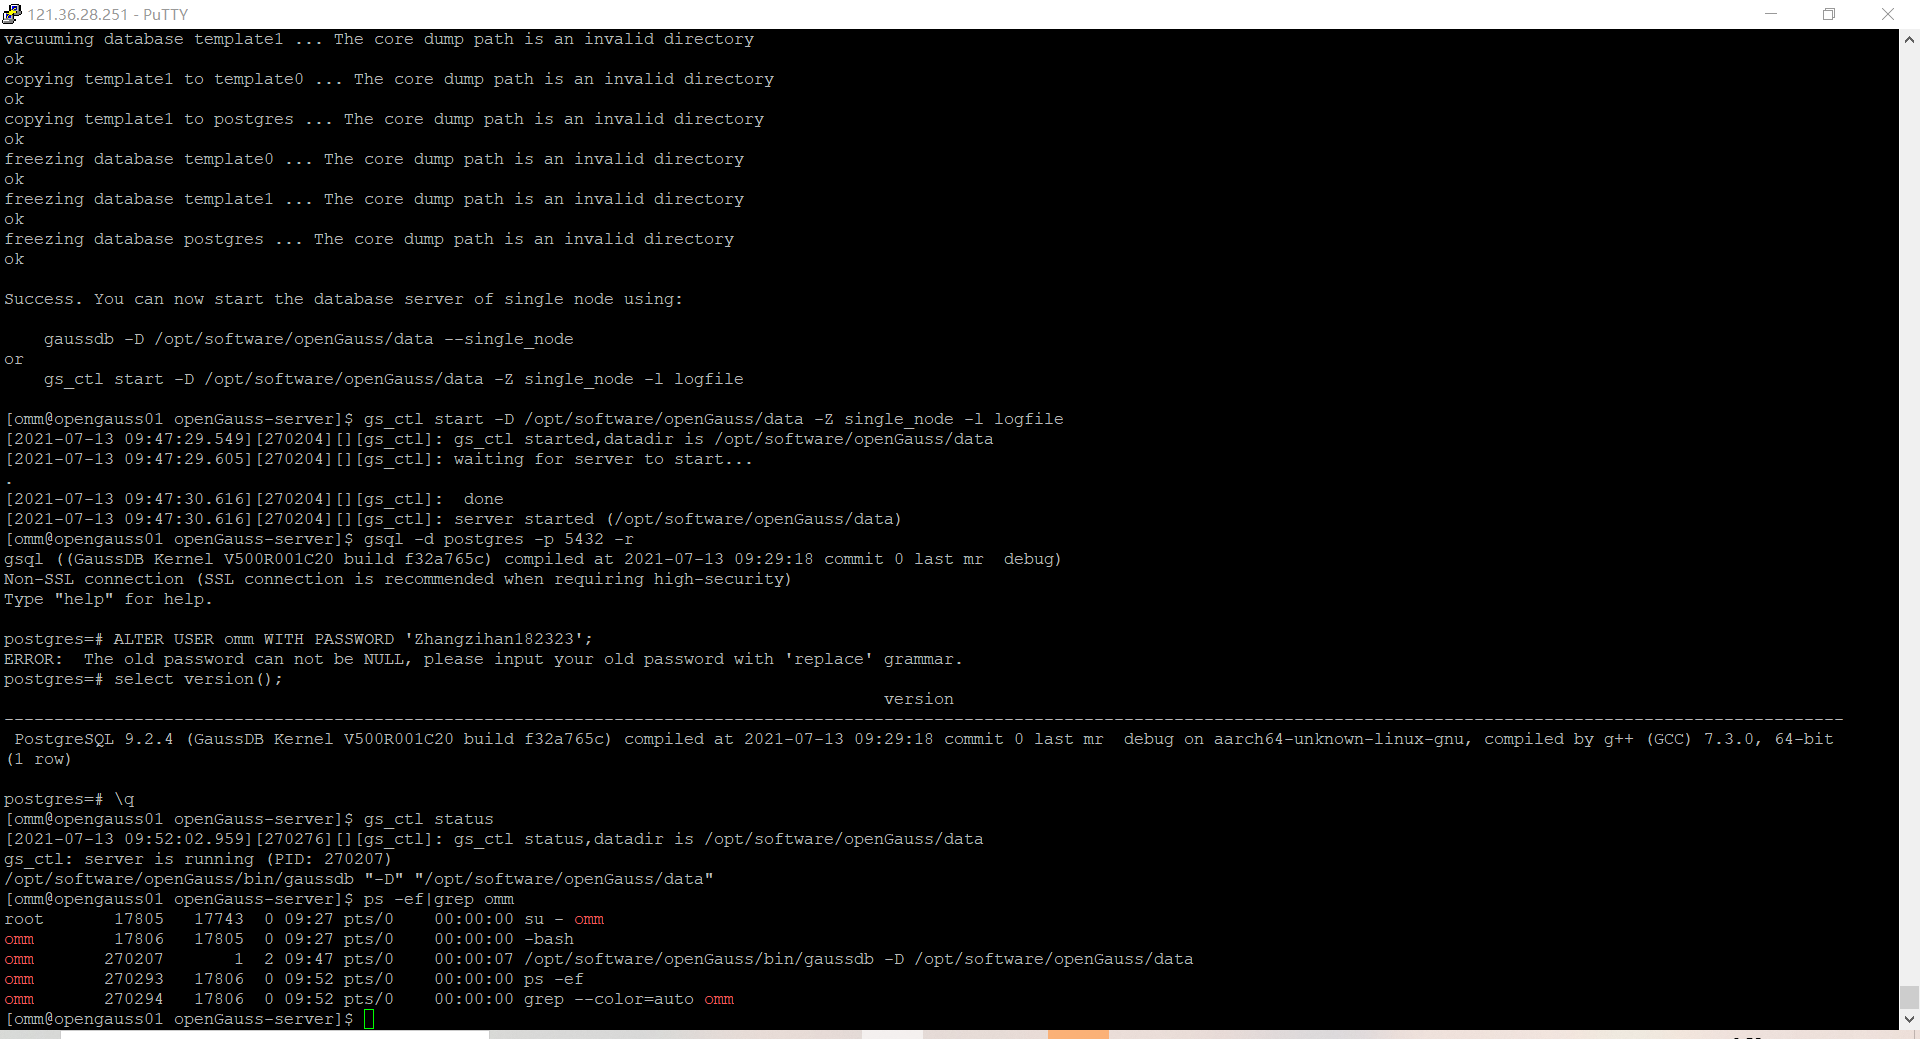 121.36.28.251 - PuTTY
vacuuming database template1 ... The core dump path is an invalid directory
ok
copying template1 to template0 ... The core dump path is an invalid directory
ok
copying template1 to postgres ... The core dump path is an invalid directory
ok
freezing database template0 ... The core dump path is an invalid directory
ok
freezing database template1 ... The core dump path is an invalid directory
ok
freezing database postgres ... The core dump path is an invalid directory
ok
Success. You can now start the database server of single node using:
gaussdb -D /opt/software/openGauss/data --single_node
or
gs_ctl start -D /opt/software/openGauss/data -Z single_node -l logfile
[omm@opengauss01 openGauss-server]$ gs_ctl start -D /opt/software/openGauss/data -Z single_node -l logfile
[2021-07-13 09:47:29.549][270204][][gs_ctl]: gs_ctl started,datadir is /opt/software/openGauss/data
[2021-07-13 09:47:29.605][270204][][gs_ctl]: waiting for server to start...
.
[2021-07-13 09:47:30.616][270204][][gs_ctl]:  done
[2021-07-13 09:47:30.616][270204][][gs_ctl]: server started (/opt/software/openGauss/data)
[omm@opengauss01 openGauss-server]$ gsql -d postgres -p 5432 -r
gsql ((GaussDB Kernel V500R001C20 build f32a765c) compiled at 2021-07-13 09:29:18 commit 0 last mr  debug)
Non-SSL connection (SSL connection is recommended when requiring high-security)
Type "help" for help.
postgres=# ALTER USER omm WITH PASSWORD 'Zhangzihan182323';
ERROR:  The old password can not be NULL, please input your old password with 'replace' grammar.
postgres=# select version();
version
----------------------------------------------------------------------------------------------------------------------------------------------------------------------------------------
PostgreSQL 9.2.4 (GaussDB Kernel V500R001C20 build f32a765c) compiled at 2021-07-13 09:29:18 commit 0 last mr  debug on aarch64-unknown-linux-gnu, compiled by g++ (GCC) 7.3.0, 64-bit
(1 row)
postgres=# \q
[omm@opengauss01 openGauss-server]$ gs_ctl status
[2021-07-13 09:52:02.959][270276][][gs_ctl]: gs_ctl status,datadir is /opt/software/openGauss/data
gs_ctl: server is running (PID: 270207)
/opt/software/openGauss/bin/gaussdb "-D" "/opt/software/openGauss/data"
[omm@opengauss01 openGauss-server]$ ps -ef|grep omm
root       17805   17743  0 09:27 pts/0    00:00:00 su - omm
omm        17806   17805  0 09:27 pts/0    00:00:00 -bash
omm       270207       1  2 09:47 pts/0    00:00:07 /opt/software/openGauss/bin/gaussdb -D /opt/software/openGauss/data
omm       270293   17806  0 09:52 pts/0    00:00:00 ps -ef
omm       270294   17806  0 09:52 pts/0    00:00:00 grep --color=auto omm
[omm@opengauss01 openGauss-server]$